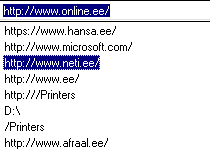 http://www.online.ee/
https://www.hansa.ee/
http://www.microsoft.com/
http://www.neti.ee/
http://www.ee/
http:///Printers
D:\
/Printers
http://www.afraal.ee/